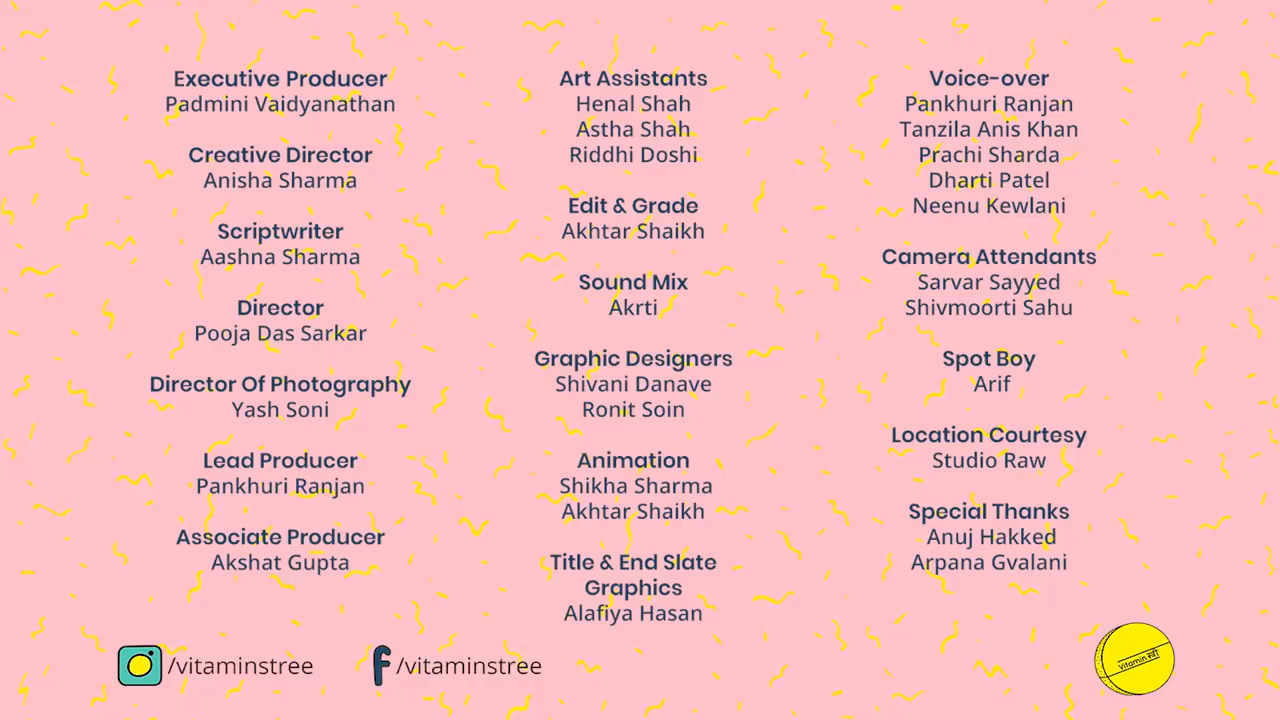 Executive Producer
Padmini Vaidyanathan
Creative Director
Anisha Sharma
Scriptwriter
Aashna Sharma
Director
Pooja Das Sarkar
Director Of Photography
Yash Soni
Lead Producer
Pankhuri Ranjan
Associate Producer
Akshat Gupta
Art Assistants
Henal Shah
Astha Shah
Riddhi Doshi
Edit & Grade
Akhtar Shaikh
Sound Mix
Akrti
Graphic Designers
Shivani Danave
Ronit Soin
Animation
Shikha Sharma
Akhtar Shaikh
Title & End Slate
Graphics
Alafiya Hasan
Voice-over
Pankhuri Ranjan
Tanzila Anis Khan
Prachi Sharda
Dharti Patel
Neenu Kewlani
Camera Attendants
Sarvar Sayyed
Shivmoorti Sahu
Spot Boy
Arif
Location Courtesy
Studio Raw
Special Thanks
Anuj Hakked
Arpana Gvalani
/vitaminstree
/vitaminstree
Vitamin